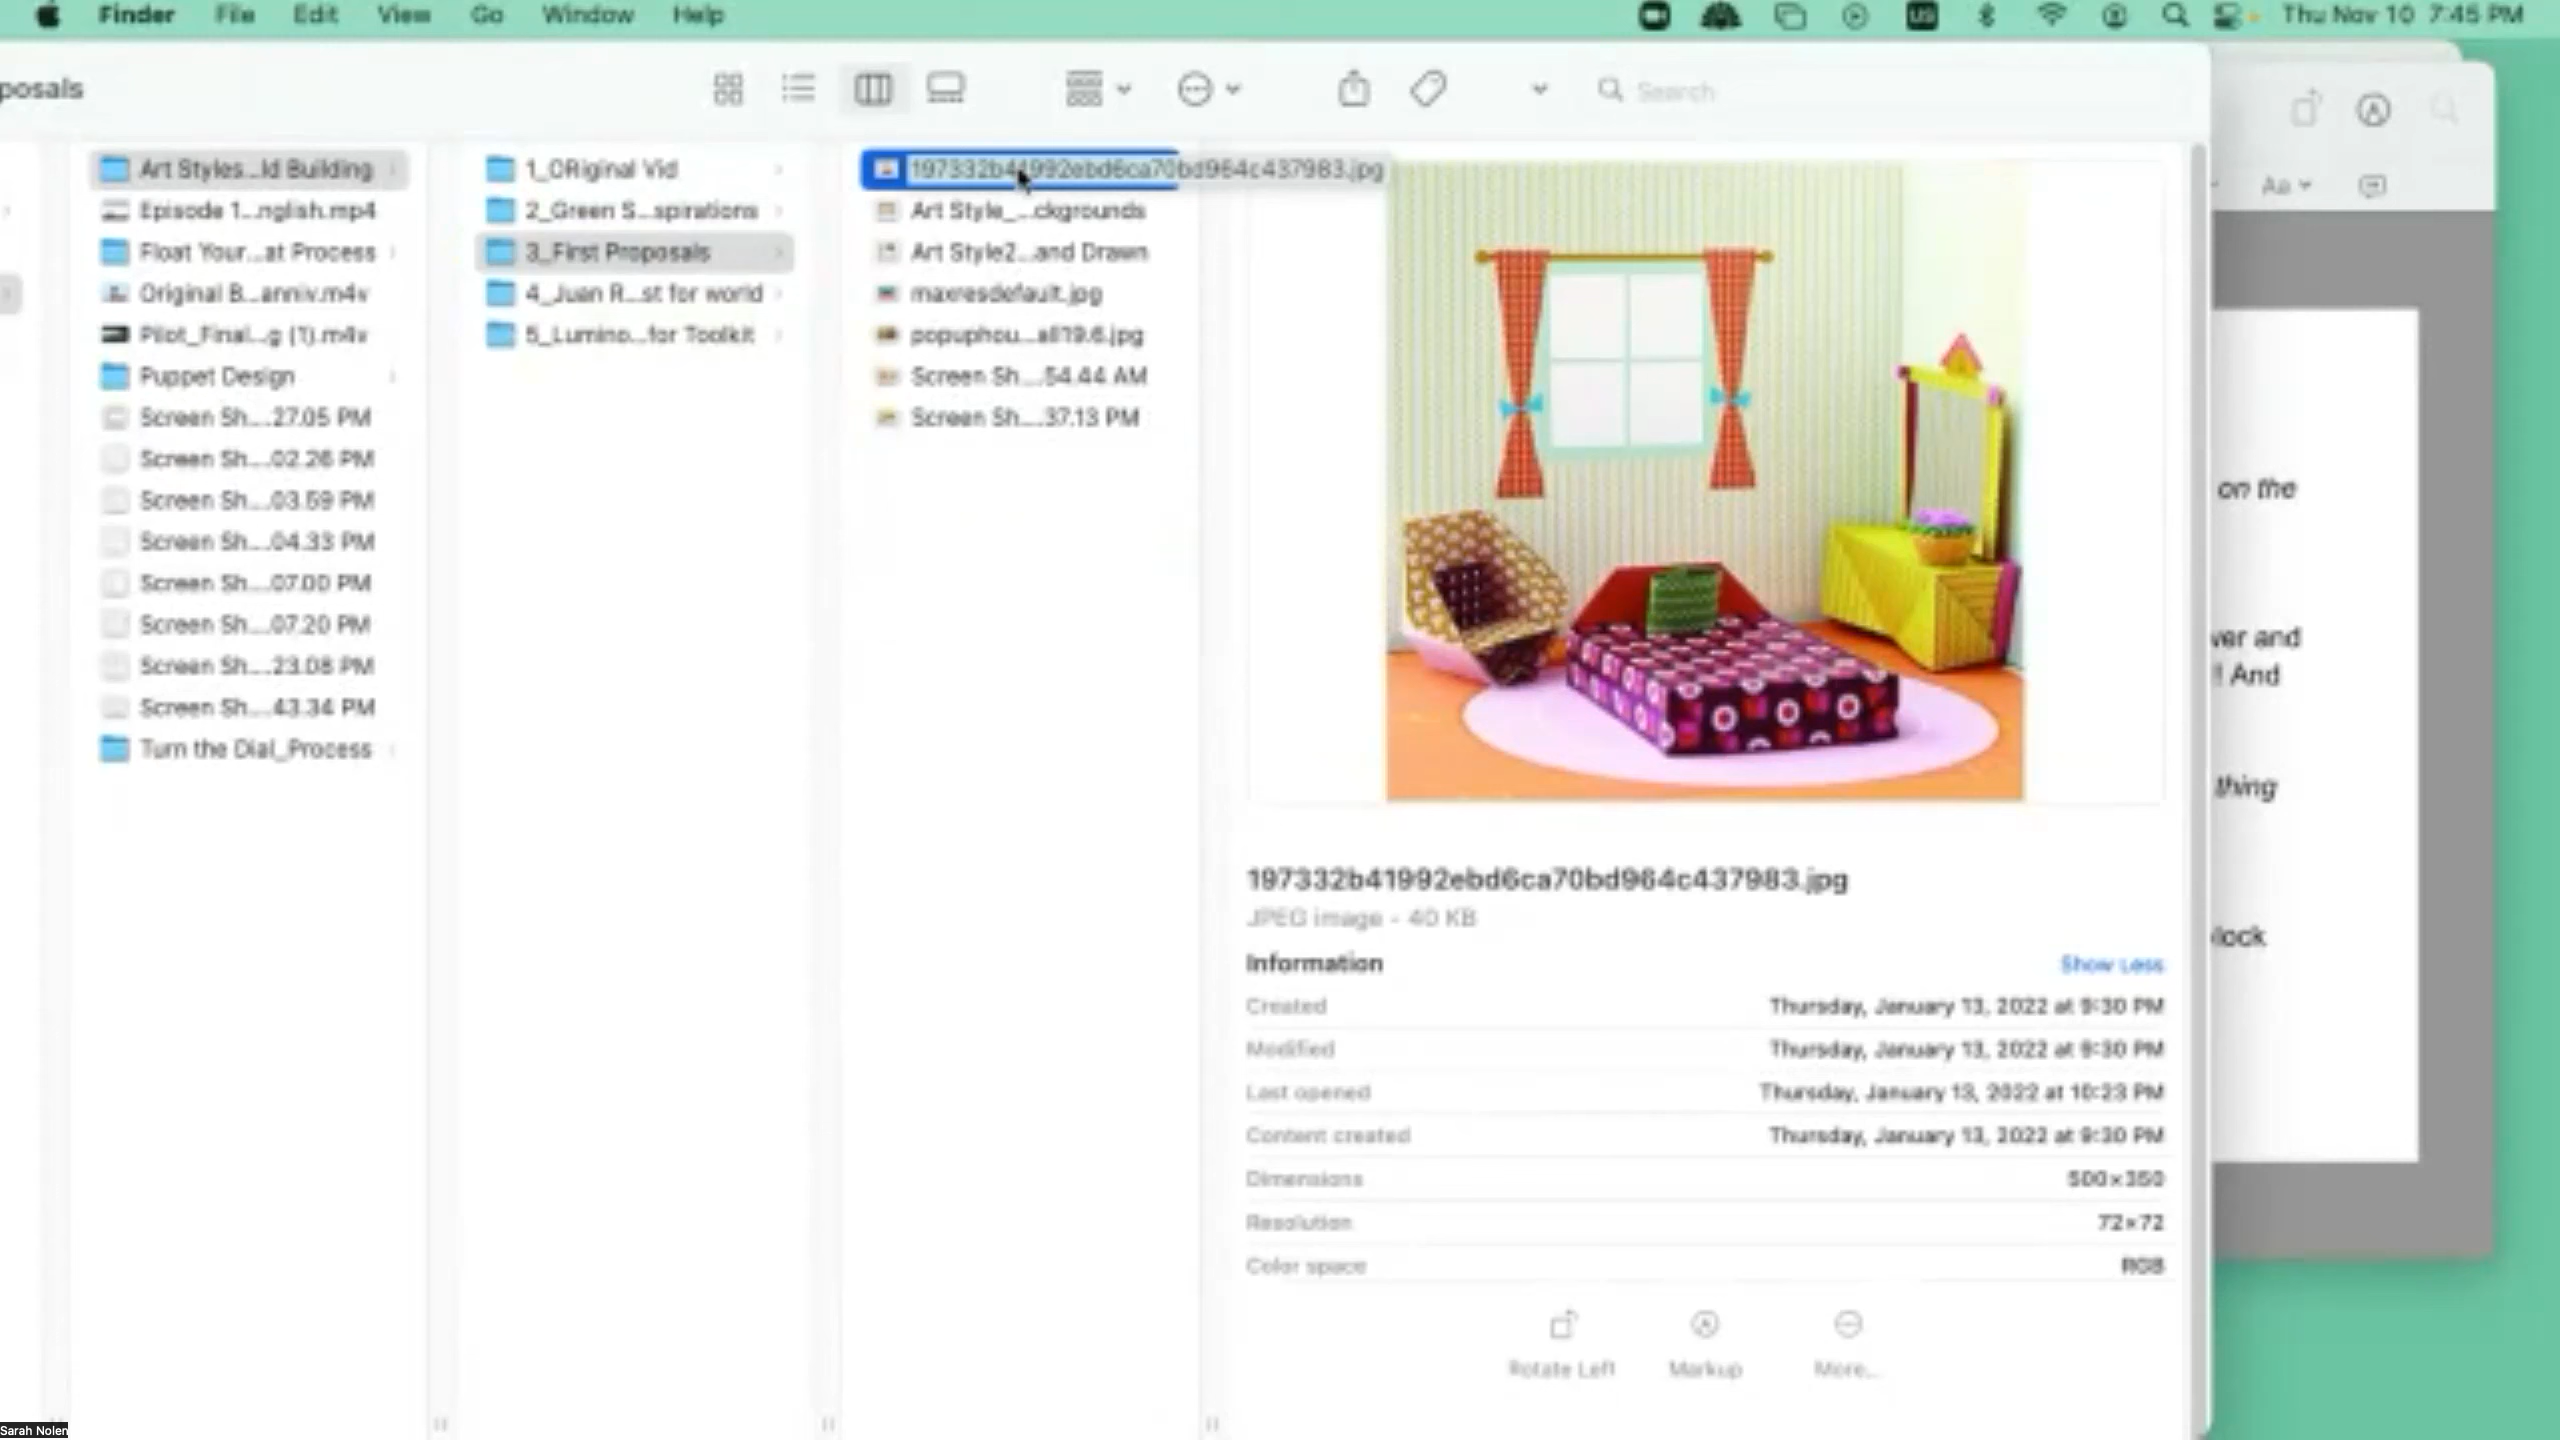 Finder File Edit View Go Window Help US Thu Nov 10 7:45 PM
posals
Search
Aa
Art Styles...ld Building
Episode 1...nglish.mp4
Float Your...at Process
Original B...anniv.m4v
Pilot_Final...g (1).m4v
Puppet Design
Screen Sh....27.05 PM
Screen Sh....02.26 PM
Screen Sh....03.59 PM
Screen Sh....04.33 PM
Screen Sh....07.00 PM
Screen Sh....07.20 PM
Screen Sh....23.08 PM
Screen Sh....43.34 PM
Turn the Dial_Process
1_ORiginal Vid
2_Green S...spirations
3_First Proposals
4_Juan R...st for world
5_Lumino...for Toolkit
197332b41992ebd6ca70bd964c437983.jpg
Art Style_...ckgrounds
Art Style2...and Drawn
maxresdefault.jpg
popuphou...all19.6.jpg
Screen Sh....54.44 AM
Screen Sh....37.13 PM
197332b41992ebd6ca70bd964c437983.jpg
JPEG image - 40 KB
Information Show Less
Created Thursday, January 13, 2022 at 9:30 PM
Modified Thursday, January 13, 2022 at 9:30 PM
Last opened Thursday, January 13, 2022 at 10:23 PM
Content created Thursday, January 13, 2022 at 9:30 PM
Dimensions 500×350
Resolution 72×72
Color space RGB
Rotate Left Markup More...
on the
ver and
! And
thing
lock
Sarah Nolen